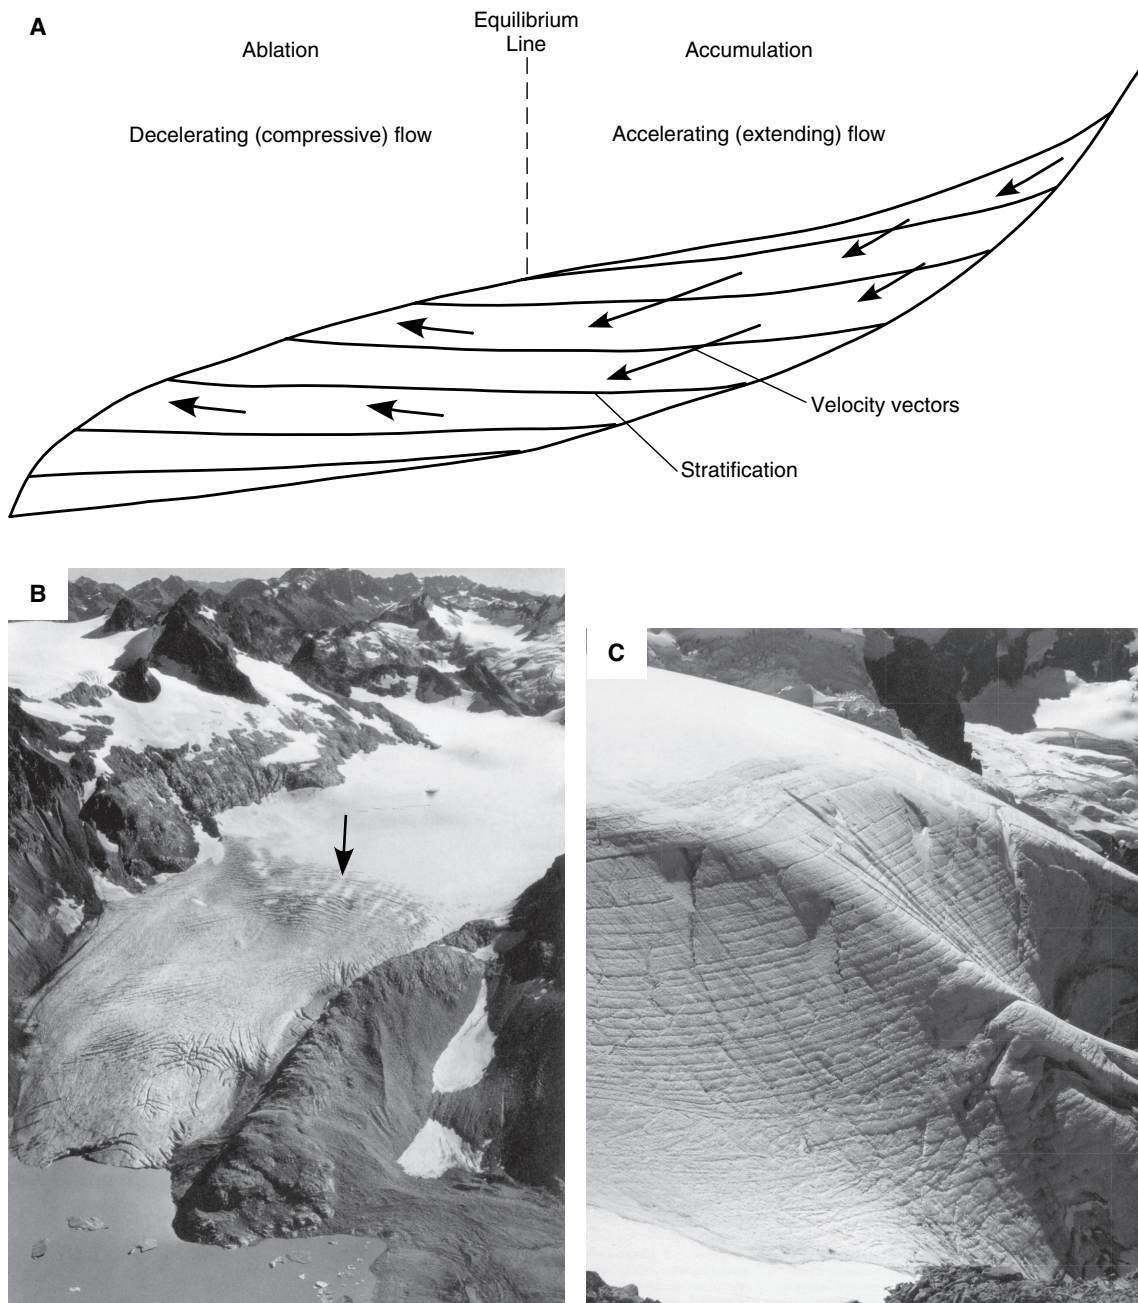 A
Equilibrium
Line
Ablation
Accumulation
Decelerating (compressive) flow
Accelerating (extending) flow
Velocity vectors
Stratification
B
C